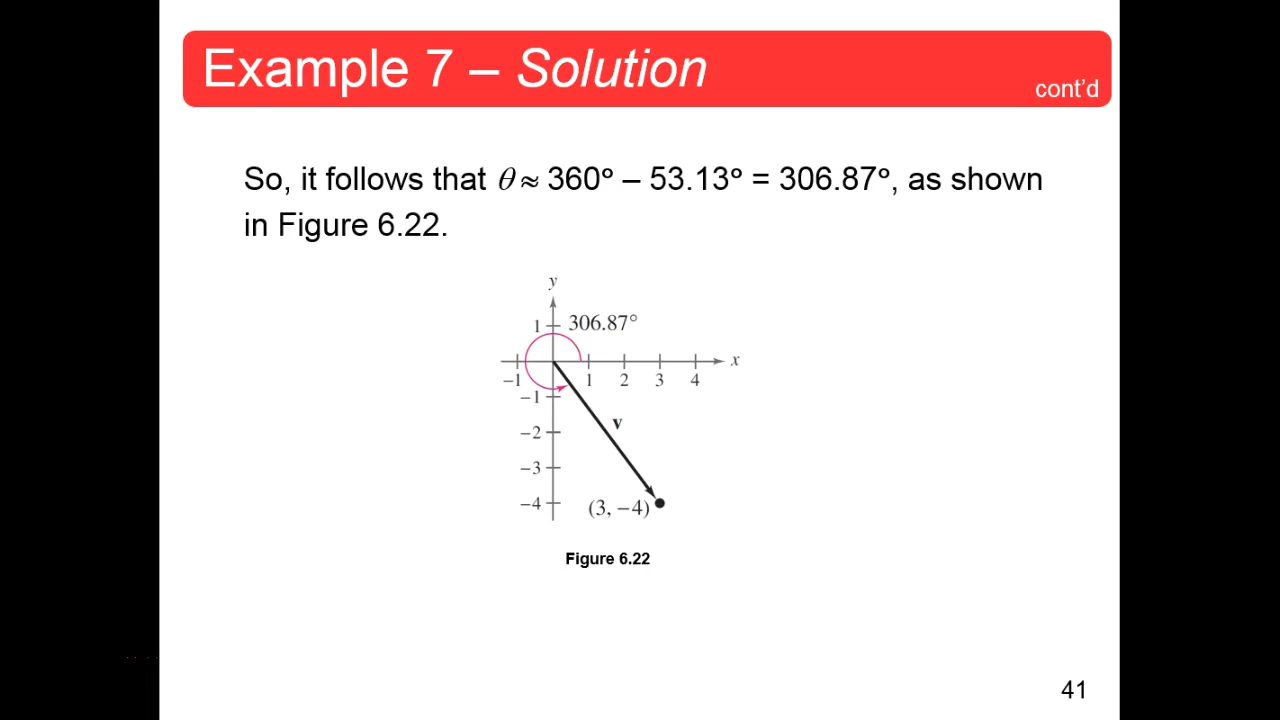 Example 7 – Solution
cont’d
So, it follows that θ ≈ 360° – 53.13° = 306.87°, as shown
in Figure 6.22.
y
1
306.87°
x
−1
1 2 3 4
−1
v
−2
−3
−4
(3, −4)
Figure 6.22
41